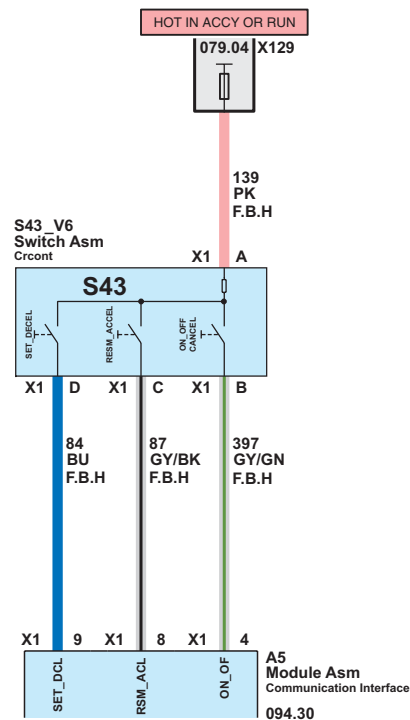 HOT IN ACCY OR RUN
079.04 X129
139
PK
F.B.H
S43_V6
Switch Asm
Crcont
X1 A
S43
SET_DECEL
RESM_ACCEL
ON_OFF
CANCEL
X1 D X1 C X1 B
84
BU
F.B.H
87
GY/BK
F.B.H
397
GY/GN
F.B.H
X1 9 X1 8 X1 4
SET_DCL
RSM_ACL
ON_OF
A5
Module Asm
Communication Interface
094.30